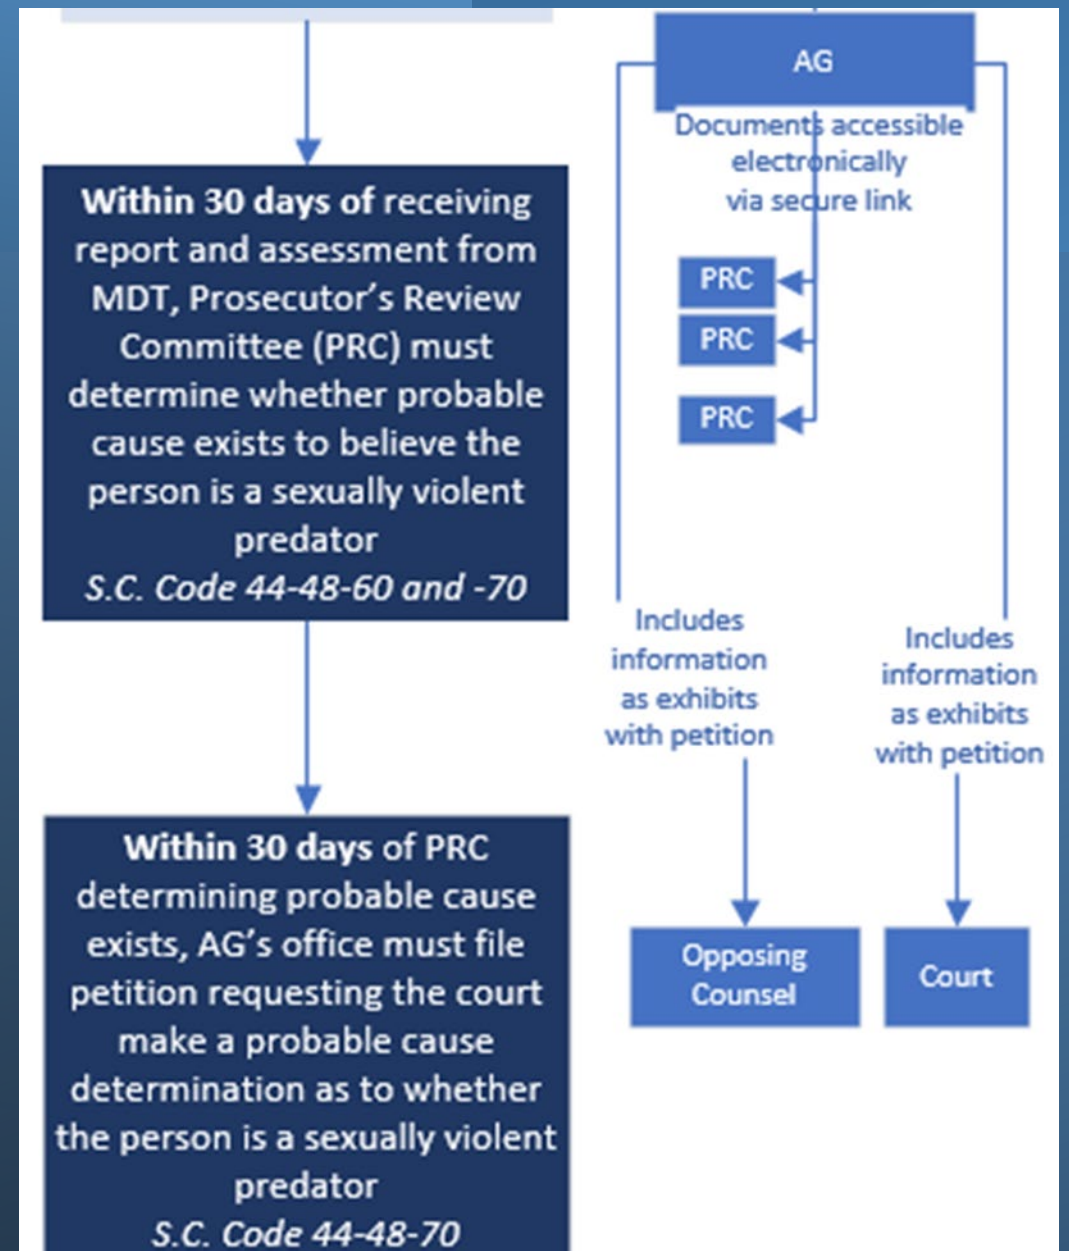 Within 30 days of receiving
report and assessment from
MDT, Prosecutor's Review
Committee (PRC) must
determine whether probable
cause exists to believe the
person is a sexually violent
predator
S.C. Code 44-48-60 and -70
Within 30 days of PRC
determining probable cause
exists, AG's office must file
petition requesting the court
make a probable cause
determination as to whether
the person is a sexually violent
predator
S.C. Code 44-48-70
AG
Documents accessible
electronically
via secure link
PRC
PRC
PRC
Includes
information
as exhibits
with petition
Includes
information
as exhibits
with petition
Opposing
Counsel
Court